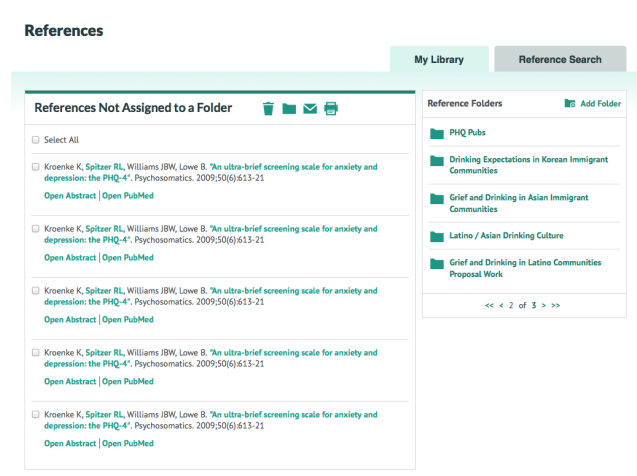 References
My Library
Reference Search
References Not Assigned to a Folder
Select All
Kroenke K, Spitzer RL, Williams JBW, Lowe B. "An ultra-brief screening scale for anxiety and
depression: the PHQ-4". Psychosomatics. 2009;50(6):613-21
Open Abstract | Open PubMed
Kroenke K, Spitzer RL, Williams JBW, Lowe B. "An ultra-brief screening scale for anxiety and
depression: the PHQ-4". Psychosomatics. 2009;50(6):613-21
Open Abstract | Open PubMed
Kroenke K, Spitzer RL, Williams JBW, Lowe B. "An ultra-brief screening scale for anxiety and
depression: the PHQ-4". Psychosomatics. 2009;50(6):613-21
Open Abstract | Open PubMed
Kroenke K, Spitzer RL, Williams JBW, Lowe B. "An ultra-brief screening scale for anxiety and
depression: the PHQ-4". Psychosomatics. 2009;50(6):613-21
Open Abstract | Open PubMed
Kroenke K, Spitzer RL, Williams JBW, Lowe B. "An ultra-brief screening scale for anxiety and
depression: the PHQ-4". Psychosomatics. 2009;50(6):613-21
Open Abstract | Open PubMed
Reference Folders
Add Folder
PHQ Pubs
Drinking Expectations in Korean Immigrant
Communities
Grief and Drinking in Asian Immigrant
Communities
Latino / Asian Drinking Culture
Grief and Drinking in Latino Communities
Proposal Work
<< < 2 of 3 > >>